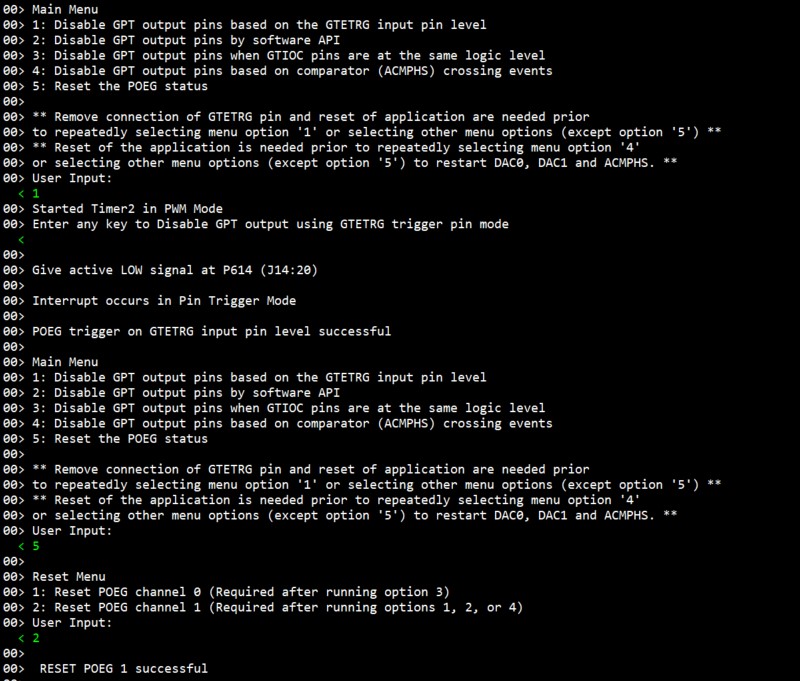 00> Main Menu
00> 1: Disable GPT output pins based on the GTETRG input pin level
00> 2: Disable GPT output pins by software API
00> 3: Disable GPT output pins when GTIOC pins are at the same logic level
00> 4: Disable GPT output pins based on comparator (ACMPHS) crossing events
00> 5: Reset the POEG status
00>
00> ** Remove connection of GTETRG pin and reset of application are needed prior
00> to repeatedly selecting menu option '1' or selecting other menu options (except option '5') **
00> ** Reset of the application is needed prior to repeatedly selecting menu option '4'
00> or selecting other menu options (except option '5') to restart DAC0, DAC1 and ACMPHS. **
00> User Input:
< 1
00> Started Timer2 in PWM Mode
00> Enter any key to Disable GPT output using GTETRG trigger pin mode
<
00>
00> Give active LOW signal at P614 (J14:20)
00>
00> Interrupt occurs in Pin Trigger Mode
00>
00> POEG trigger on GTETRG input pin level successful
00>
00> Main Menu
00> 1: Disable GPT output pins based on the GTETRG input pin level
00> 2: Disable GPT output pins by software API
00> 3: Disable GPT output pins when GTIOC pins are at the same logic level
00> 4: Disable GPT output pins based on comparator (ACMPHS) crossing events
00> 5: Reset the POEG status
00>
00> ** Remove connection of GTETRG pin and reset of application are needed prior
00> to repeatedly selecting menu option '1' or selecting other menu options (except option '5') **
00> ** Reset of the application is needed prior to repeatedly selecting menu option '4'
00> or selecting other menu options (except option '5') to restart DAC0, DAC1 and ACMPHS. **
00> User Input:
< 5
00>
00> Reset Menu
00> 1: Reset POEG channel 0 (Required after running option 3)
00> 2: Reset POEG channel 1 (Required after running options 1, 2, or 4)
00> User Input:
< 2
00>
00> RESET POEG 1 successful